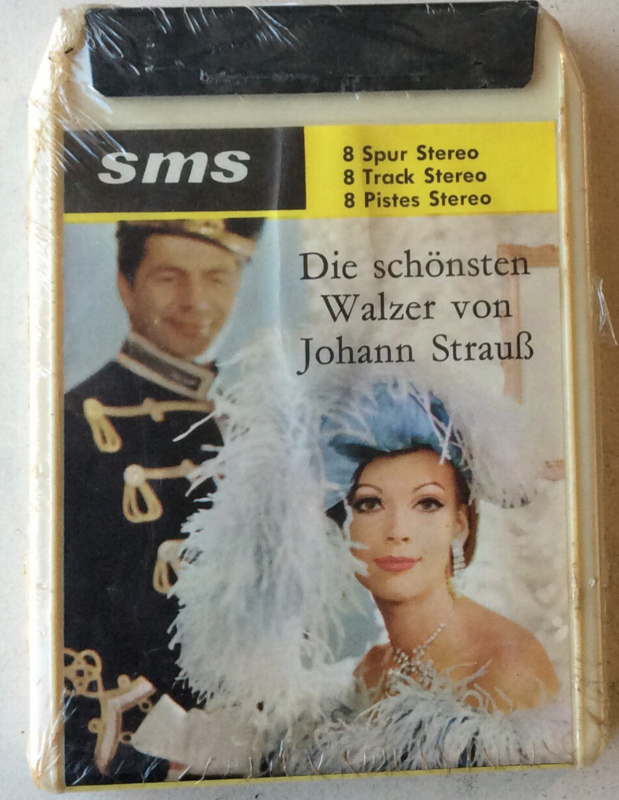 sms
8 Spur Stereo
8 Track Stereo
8 Pistes Stereo
Die schönsten
Walzer von
Johann Strauß